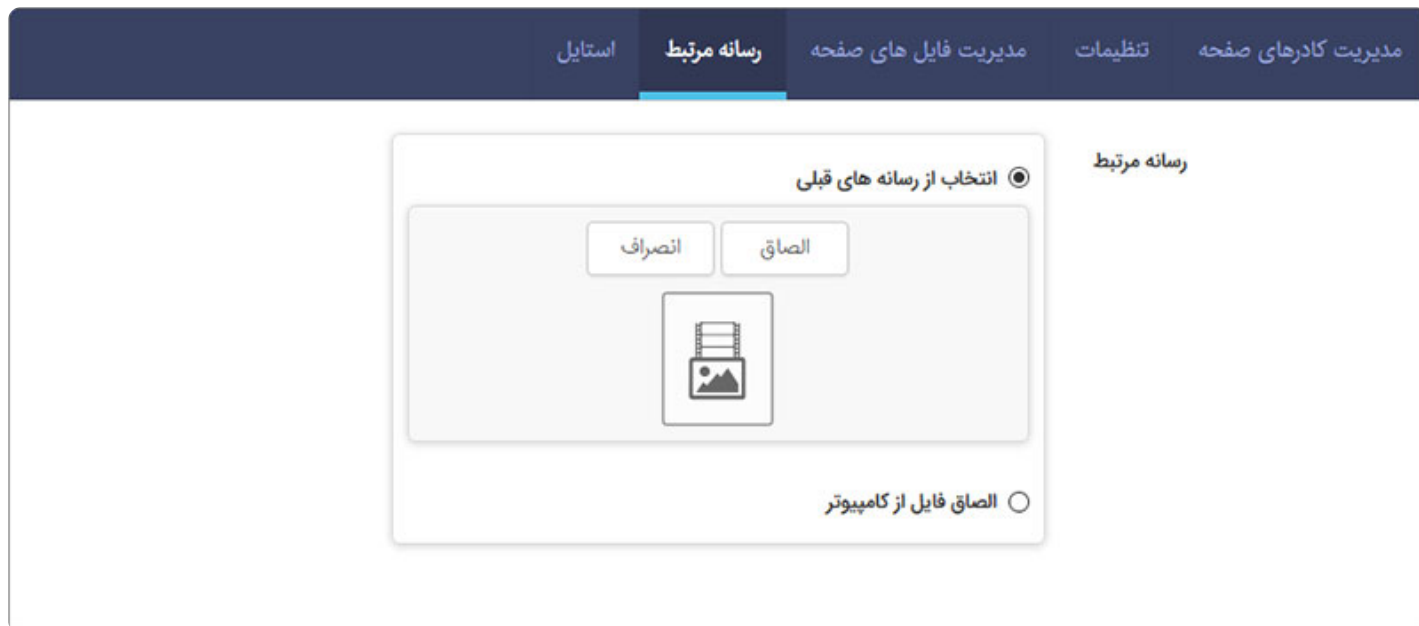 مدیریت کادرهای صفحه تنظیمات مدیریت فایل های صفحه رسانه مرتبط استایل
رسانه مرتبط
انتخاب از رسانه های قبلی
الصاق انصراف
الصاق فایل از کامپیوتر